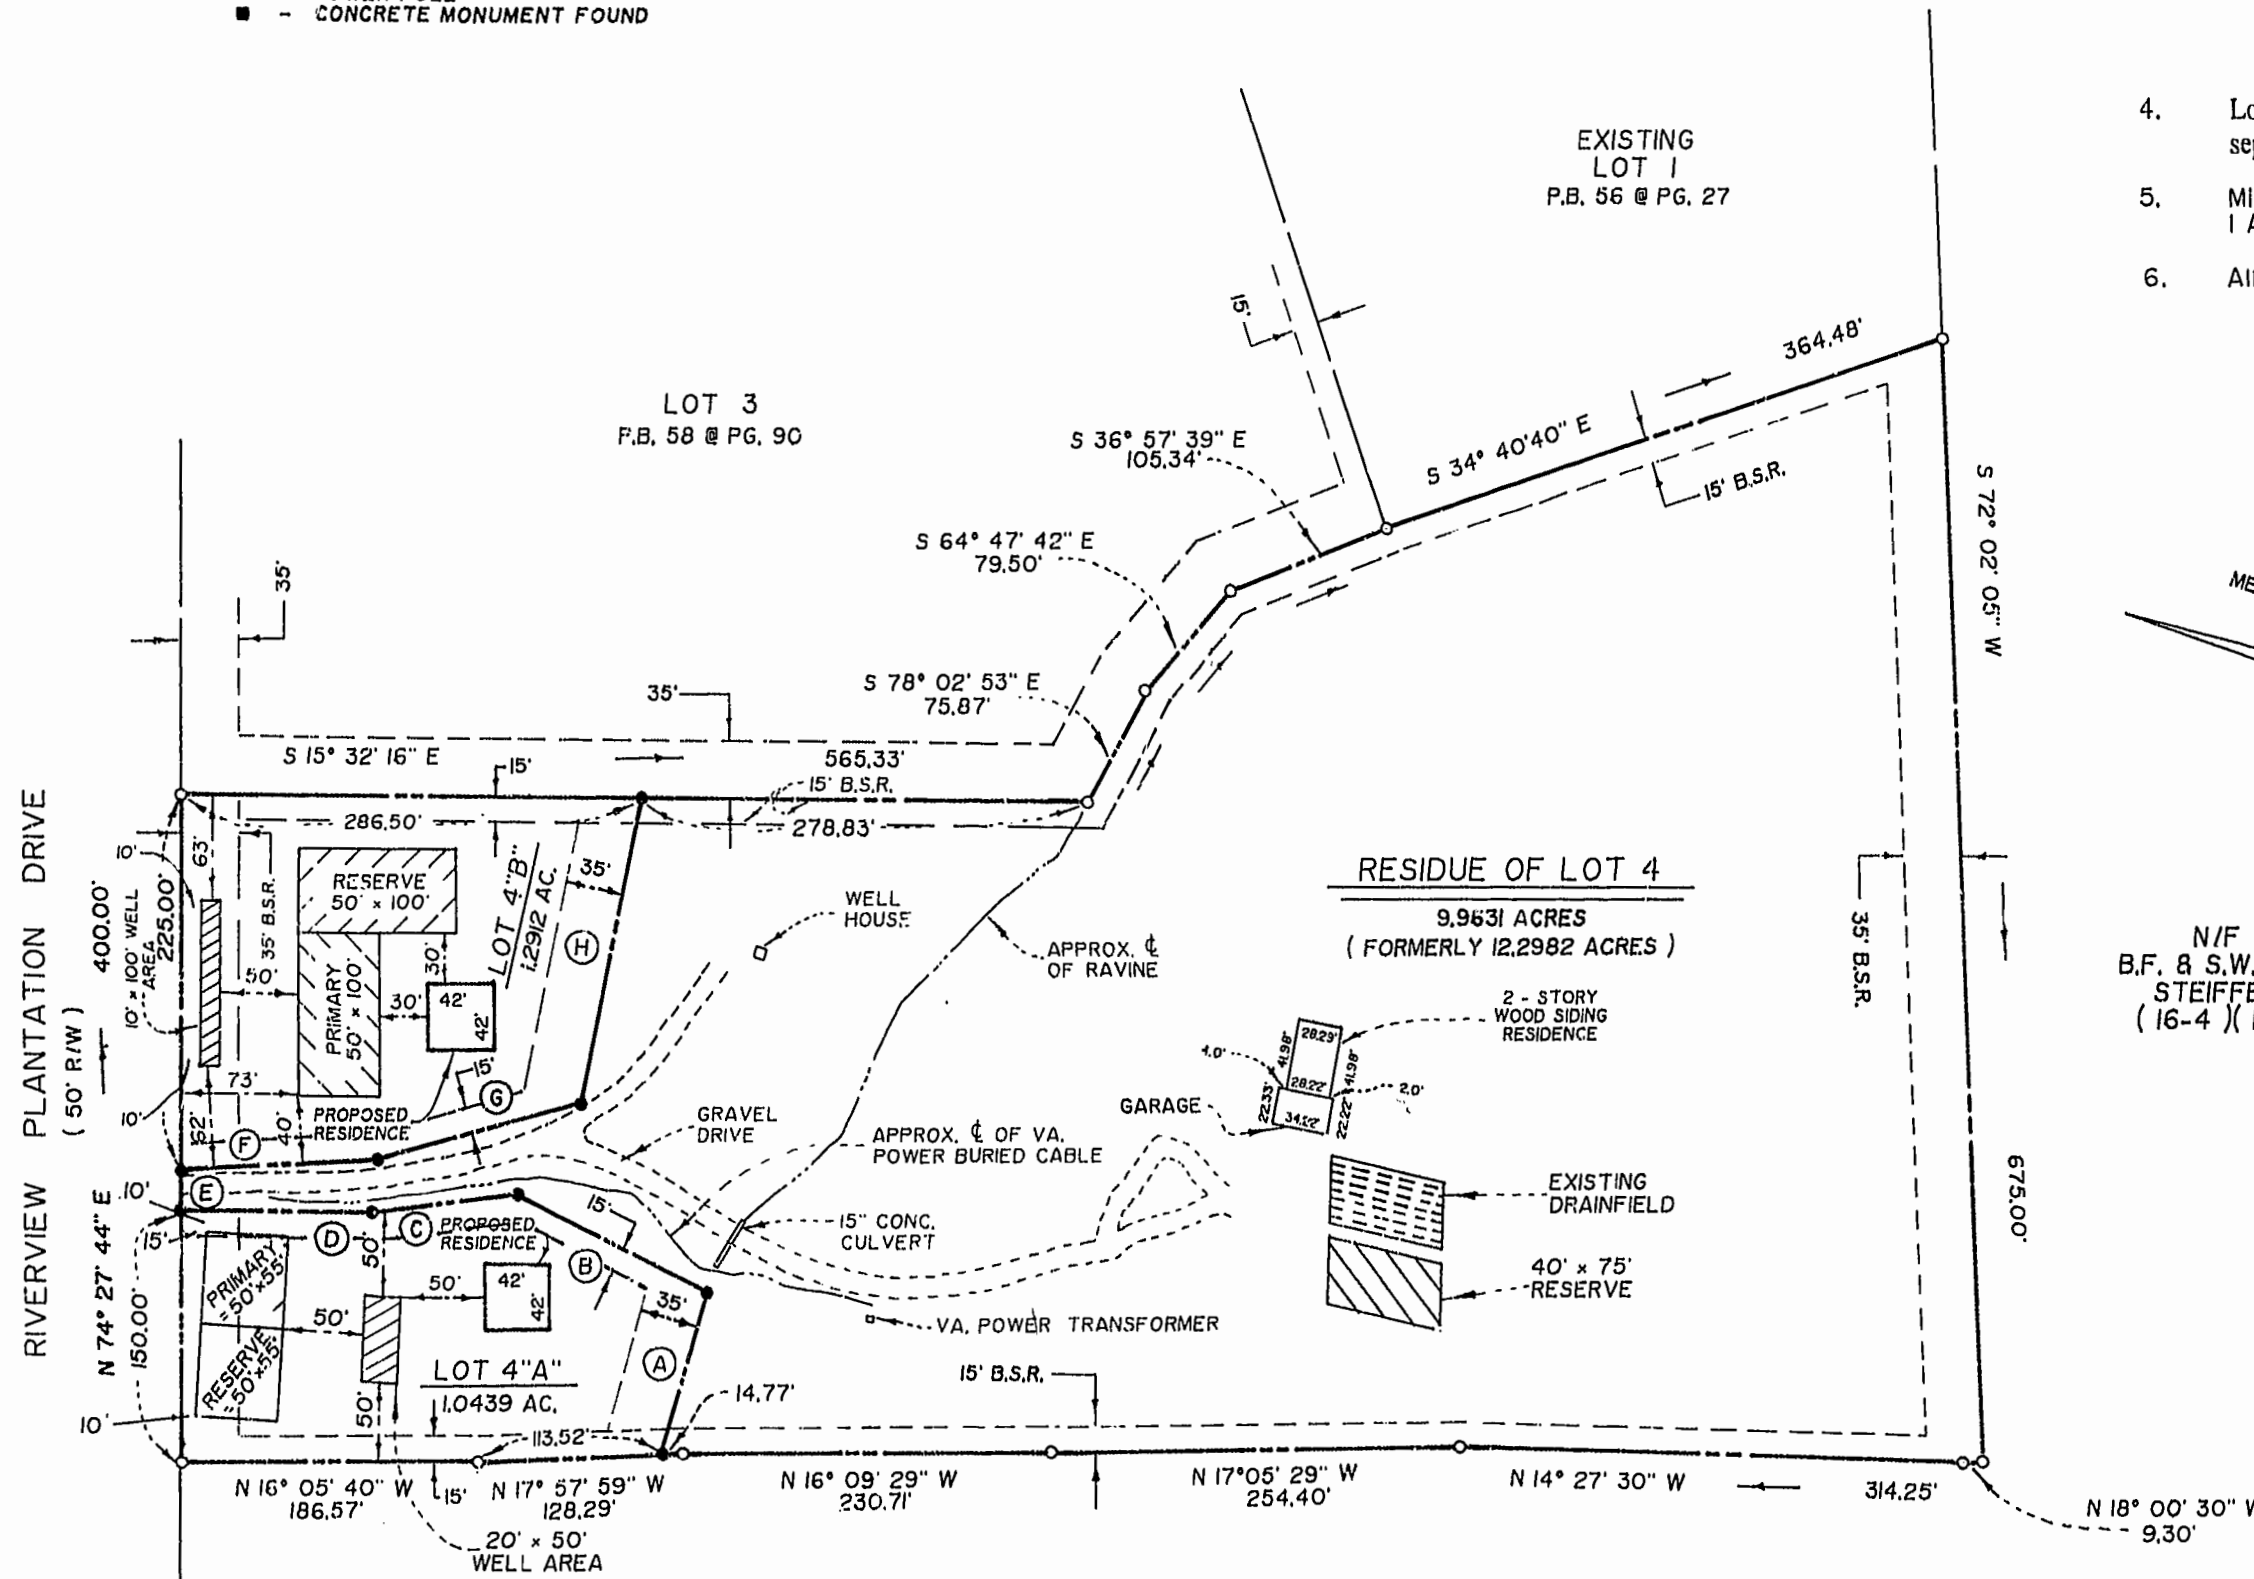 ■ - CONCRETE MONUMENT FOUND
4.
5.
6.
EXISTING
LOT 1
P.B. 56 @ PG. 27
15'
364.48'
LOT 3
P.B. 58 @ PG. 90
S 36° 57' 39" E
105.34'
S 34° 40' 40" E
15' B.S.R.
S 72° 02' 05" W
675.00'
S 64° 47' 42" E
79.50'
S 78° 02' 53" E
75.87'
35'
35'
S 15° 32' 16" E
565.33'
15'
15' B.S.R.
286.50'
278.83'
RIVERVIEW PLANTATION DRIVE
( 50' R/W )
N 74° 27' 44" E
400.00'
225.00'
150.00'
10'
63'
10' x 100' WELL
AREA
35' B.S.R.
RESERVE
50' x 100'
PRIMARY
50' x 100'
LOT 4"B"
1.2912 AC.
35'
H
50'
30'
30'
42'
42'
73'
10'
52'
40'
F
PROPOSED
RESIDENCE
15'
G
WELL
HOUSE
APPROX. ℄
OF RAVINE
RESIDUE OF LOT 4
9.9631 ACRES
( FORMERLY 12.2982 ACRES )
35' B.S.R.
N/F
B.F. & S.W.
( 16-4 )(
2 - STORY
WOOD SIDING
RESIDENCE
28.29'
41.98'
41.98'
28.22'
2.0'
22.33'
22.22'
GARAGE
GRAVEL
DRIVE
APPROX. ℄ OF VA.
POWER BURIED CABLE
E
10'
15'
D
C
PROPOSED
RESIDENCE
B
15'
15" CONC.
CULVERT
EXISTING
DRAINFIELD
40' x 75'
RESERVE
PRIMARY
=50'x55'
RESERVE
=50'x55'
50'
50'
50'
50'
42'
42'
35'
A
VA. POWER TRANSFORMER
LOT 4"A"
1.0439 AC.
14.77'
15' B.S.R.
10'
113.52'
N 16° 05' 40" W
186.57'
15'
N 17° 57' 59" W
128.29'
N 16° 09' 29" W
230.71'
N 17° 05' 29" W
254.40'
N 14° 27' 30" W
314.25'
N 18° 00' 30" W
9.30'
20' x 50'
WELL AREA